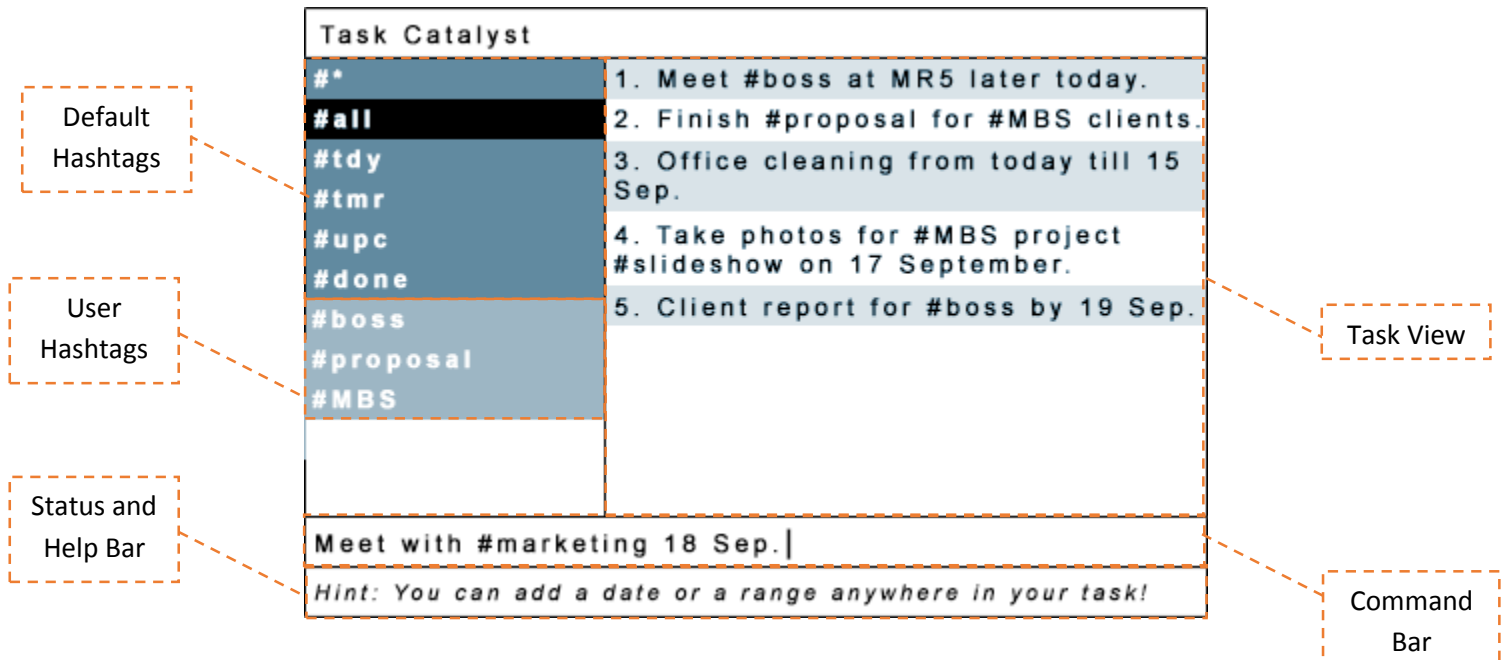 Task Catalyst
Default
Hashtags
User
Hashtags
Status and
Help Bar
#*
#all
#tdy
#tmr
#upc
#done
#boss
#proposal
#MBS
1. Meet #boss at MR5 later today.
2. Finish #proposal for #MBS clients.
3. Office cleaning from today till 15
Sep.
4. Take photos for #MBS project
#slideshow on 17 September.
5. Client report for #boss by 19 Sep.
Meet with #marketing 18 Sep.
Hint: You can add a date or a range anywhere in your task!
Task View
Command
Bar